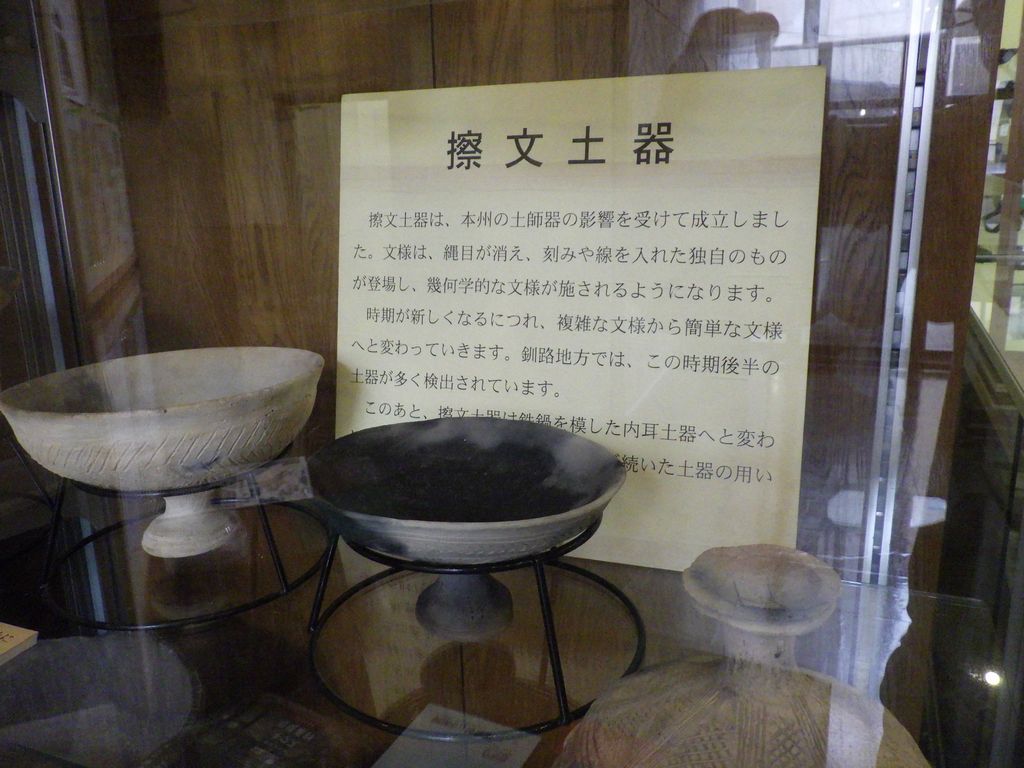 擦文土器
擦文土器は、本州の土師器の影響を受けて成立しまし
た。文様は、縄目が消え、刻みや線を入れた独自のもの
が登場し、幾何学的な文様が施されるようになります。
時期が新しくなるにつれ、複雑な文様から簡単な文様
へと変わっていきます。釧路地方では、この時期後半の
土器が多く検出されています。
このあと、擦文土器は鉄鍋を模した内耳土器へと変わ
続いた土器の用い